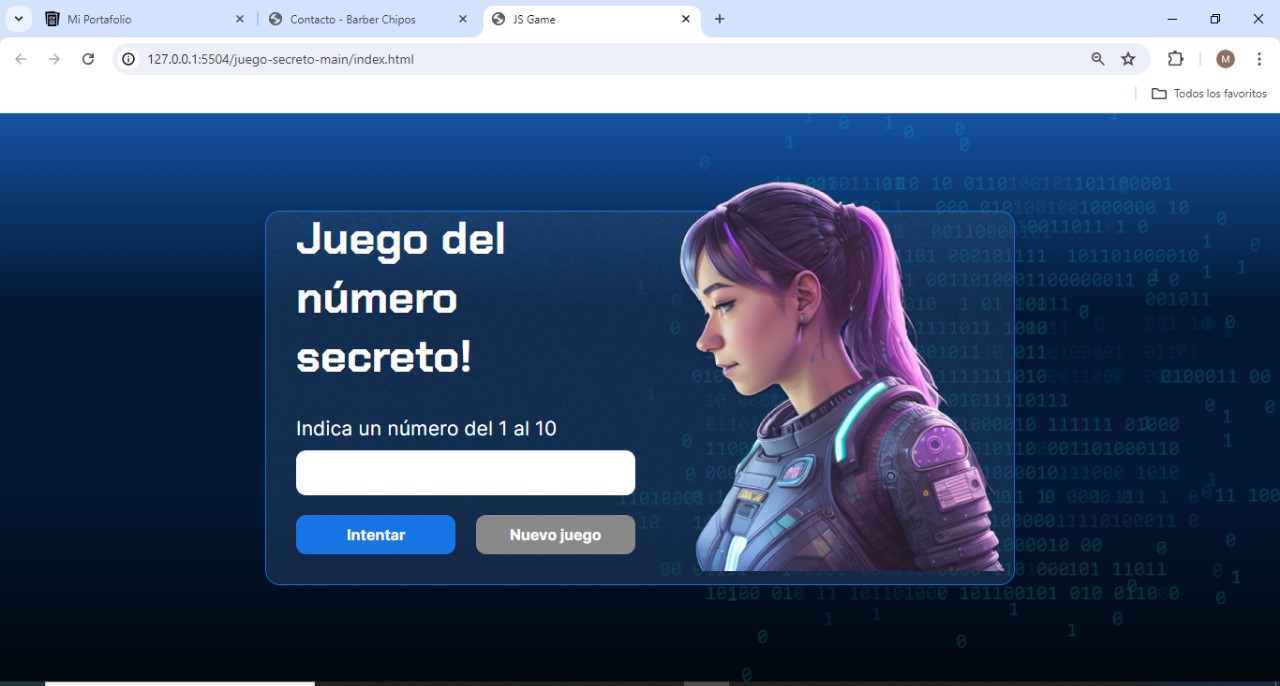 Mi Portafolio
Contacto - Barber Chipos
JS Game
127.0.0.1:5504/juego-secreto-main/index.html
M
Todos los favoritos
Juego del
número
secreto!
Indica un número del 1 al 10
Intentar
Nuevo juego